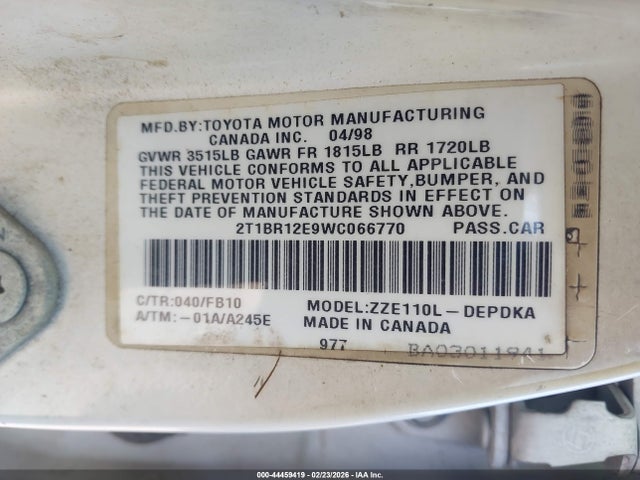 MFD.BY:TOYOTA MOTOR MANUFACTURING
CANADA INC. 04/98
GVWR 3515LB GAWR FR 1815LB RR 1720LB
THIS VEHICLE CONFORMS TO ALL APPLICABLE
FEDERAL MOTOR VEHICLE SAFETY,BUMPER, AND
THEFT PREVENTION STANDARDS IN EFFECT ON
THE DATE OF MANUFACTURE SHOWN ABOVE.
2T1BR12E9WC066770 PASS.CAR
C/TR:040/FB10 MODEL:ZZE110L-DEPDKA
A/TM:-01A/A245E MADE IN CANADA
977 BA03011941
000-44459419 | 02/23/2026 | IAA Inc.